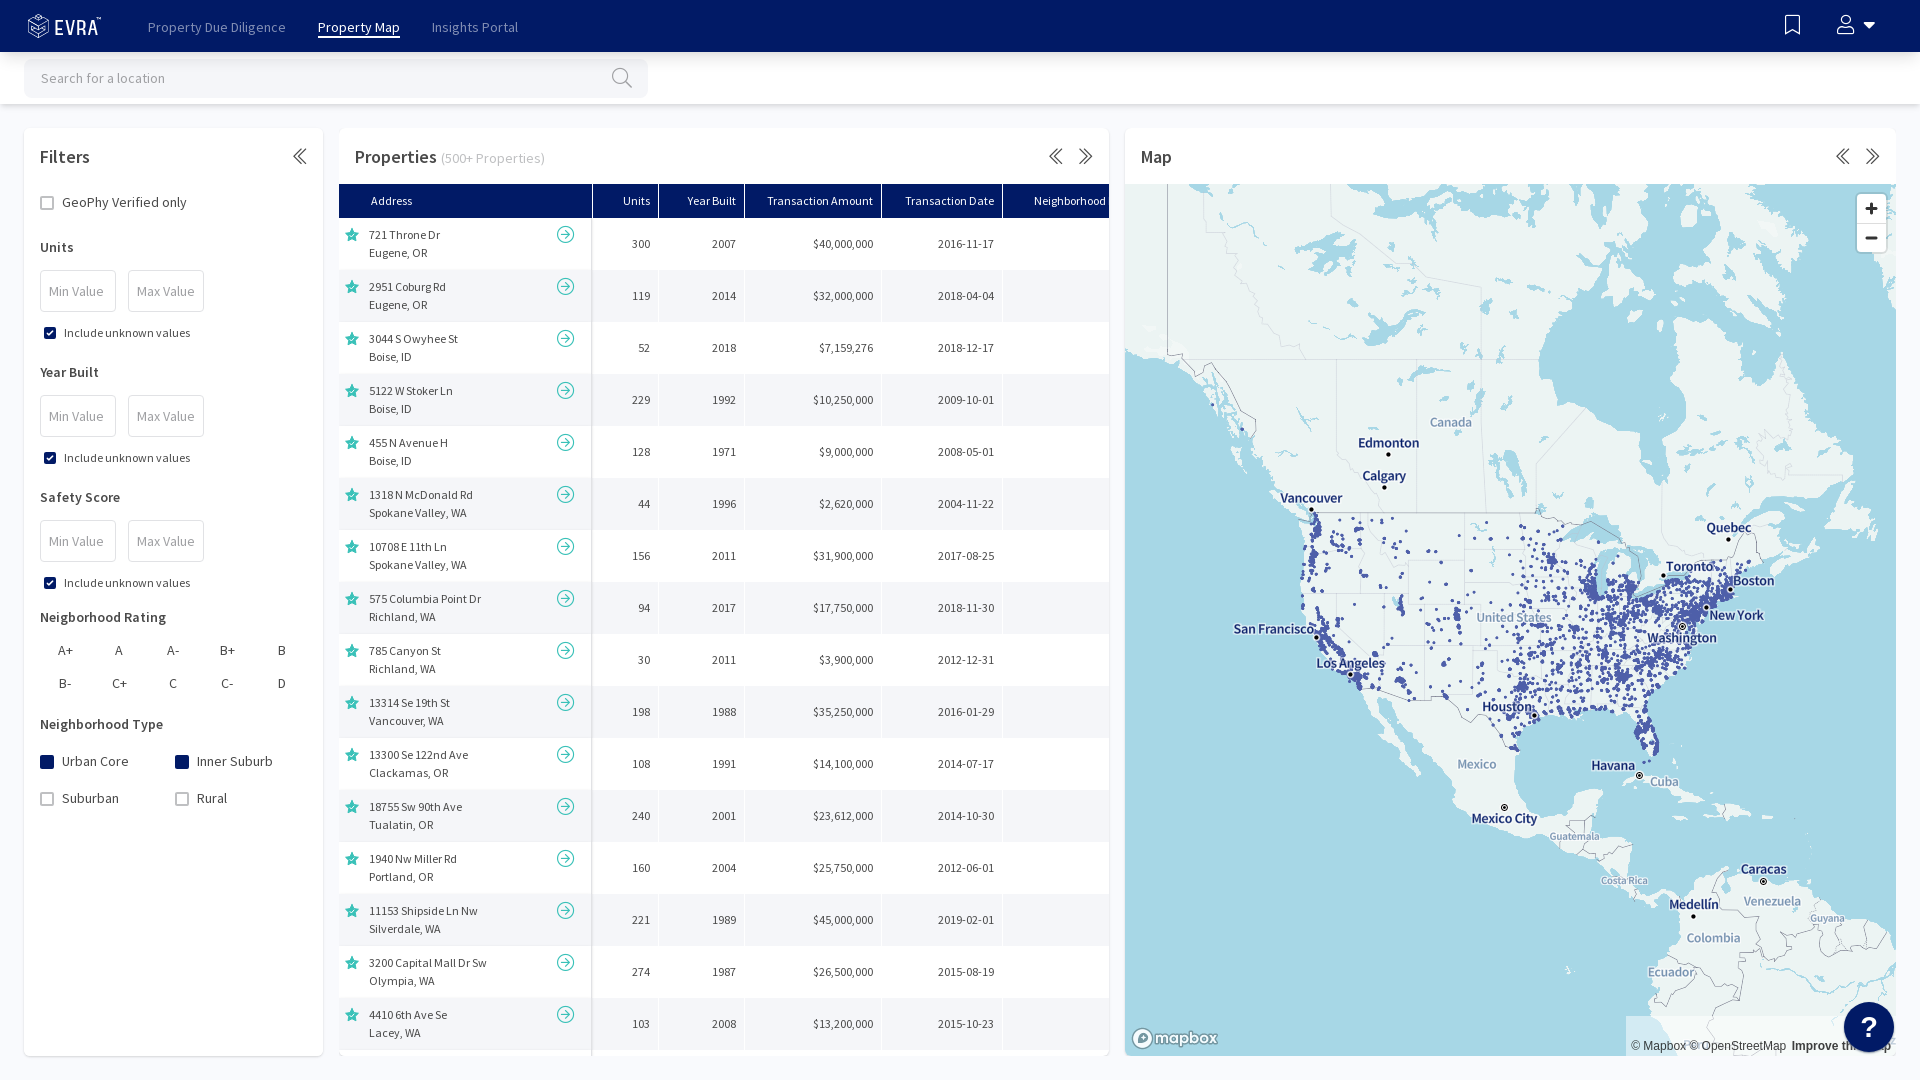 EVRA™
Property Due Diligence
Property Map
Insights Portal
Search for a location
Filters
GeoPhy Verified only
Units
Min Value
Max Value
Include unknown values
Year Built
Min Value
Max Value
Include unknown values
Safety Score
Min Value
Max Value
Include unknown values
Neigborhood Rating
A+ A A- B+ B
B- C+ C C- D
Neighborhood Type
Urban Core
Inner Suburb
Suburban
Rural
Properties (500+ Properties)
Address Units Year Built Transaction Amount Transaction Date Neighborhood
721 Throne Dr
Eugene, OR
300 2007 $40,000,000 2016-11-17
2951 Coburg Rd
Eugene, OR
119 2014 $32,000,000 2018-04-04
3044 S Owyhee St
Boise, ID
52 2018 $7,159,276 2018-12-17
5122 W Stoker Ln
Boise, ID
229 1992 $10,250,000 2009-10-01
455 N Avenue H
Boise, ID
128 1971 $9,000,000 2008-05-01
1318 N McDonald Rd
Spokane Valley, WA
44 1996 $2,620,000 2004-11-22
10708 E 11th Ln
Spokane Valley, WA
156 2011 $31,900,000 2017-08-25
575 Columbia Point Dr
Richland, WA
94 2017 $17,750,000 2018-11-30
785 Canyon St
Richland, WA
30 2011 $3,900,000 2012-12-31
13314 Se 19th St
Vancouver, WA
198 1988 $35,250,000 2016-01-29
13300 Se 122nd Ave
Clackamas, OR
108 1991 $14,100,000 2014-07-17
18755 Sw 90th Ave
Tualatin, OR
240 2001 $23,612,000 2014-10-30
1940 Nw Miller Rd
Portland, OR
160 2004 $25,750,000 2012-06-01
11153 Shipside Ln Nw
Silverdale, WA
221 1989 $45,000,000 2019-02-01
3200 Capital Mall Dr Sw
Olympia, WA
274 1987 $26,500,000 2015-08-19
4410 6th Ave Se
Lacey, WA
103 2008 $13,200,000 2015-10-23
Map
+
−
Canada
Edmonton
Calgary
Vancouver
Quebec
Toronto
Boston
New York
United States
San Francisco
Washington
Los Angeles
Houston
Mexico
Havana
Cuba
Mexico City
Guatemala
Costa Rica
Caracas
Medellín
Venezuela
Guyana
Colombia
Ecuador
mapbox
© Mapbox © OpenStreetMap Improve th
?